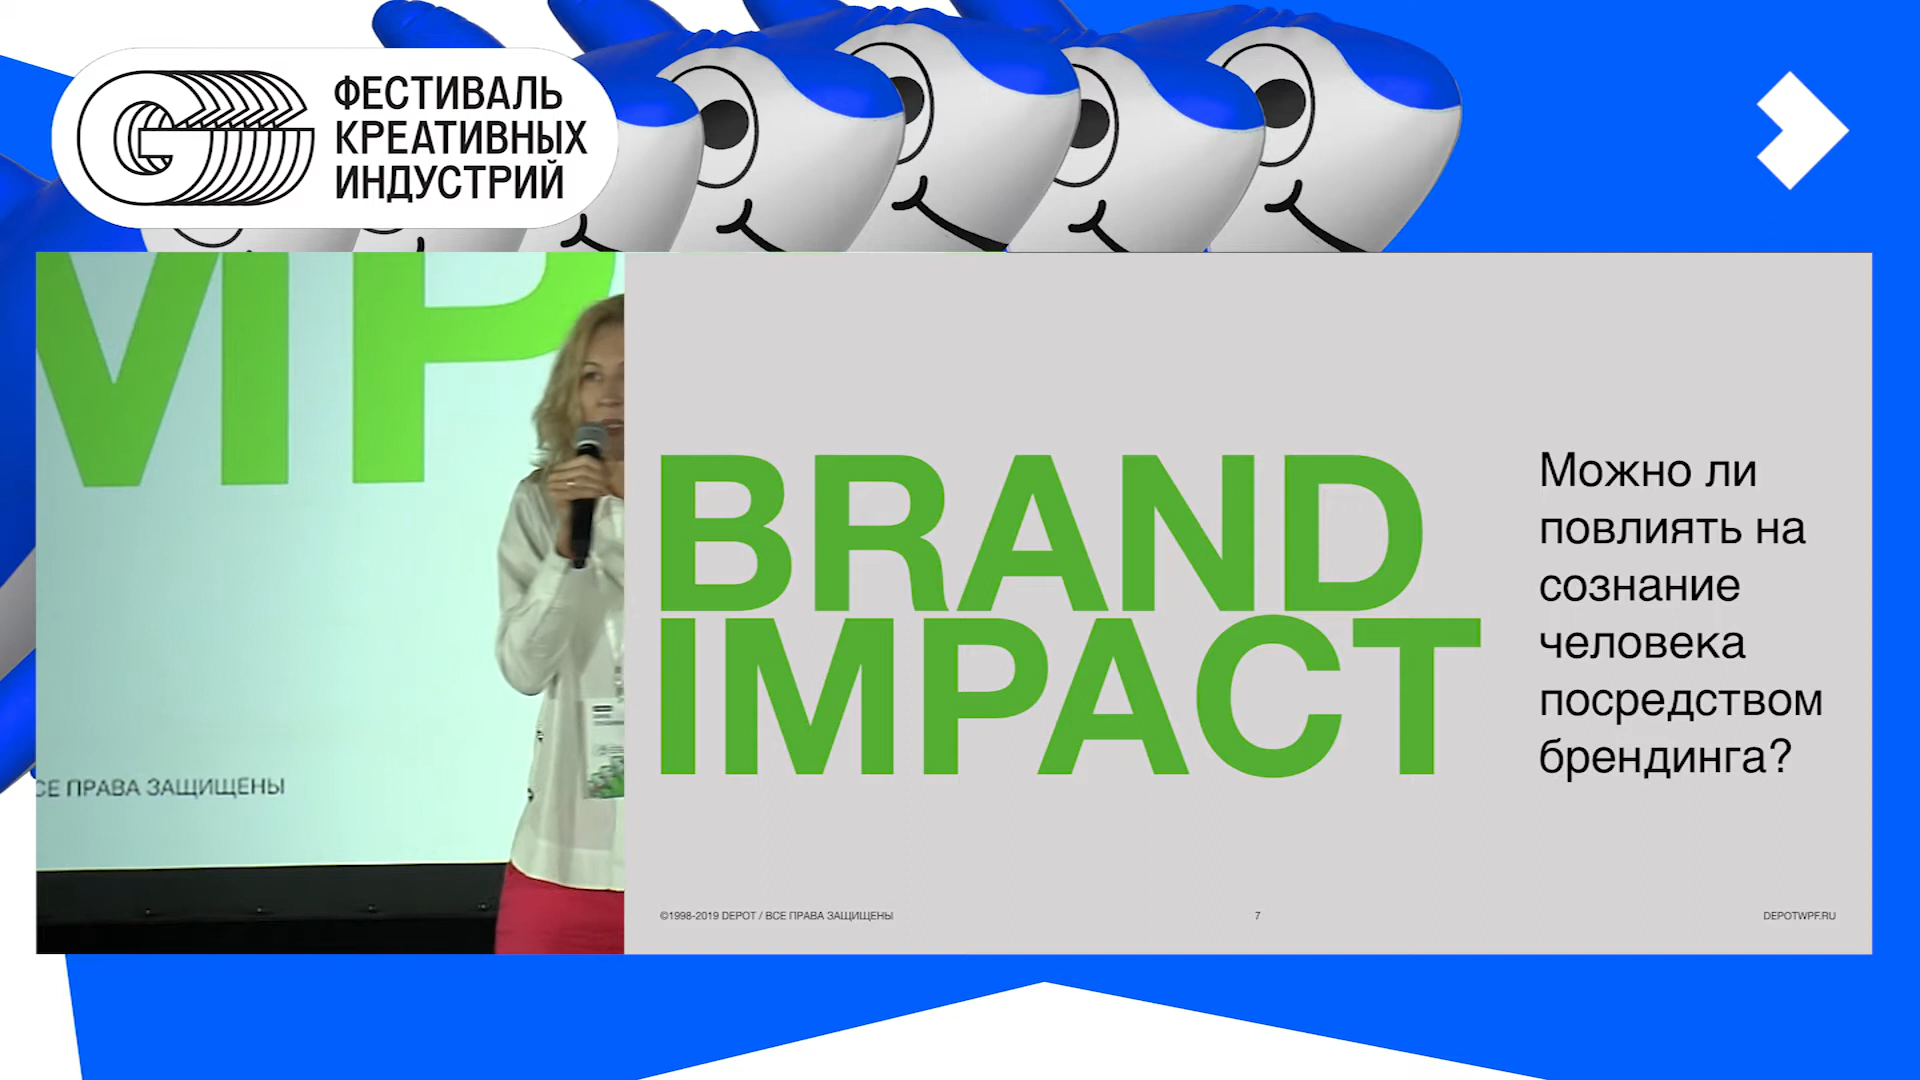 ФЕСТИВАЛЬ
КРЕАТИВНЫХ
ИНДУСТРИЙ
MP
СЕ ПРАВА ЗАЩИЩЕНЫ
BRAND
IMPACT
Можно ли
повлиять на
сознание
человека
посредством
брендинга?
©1998-2019 DEPOT / ВСЕ ПРАВА ЗАЩИЩЕНЫ
7
DEPOTWPF.RU